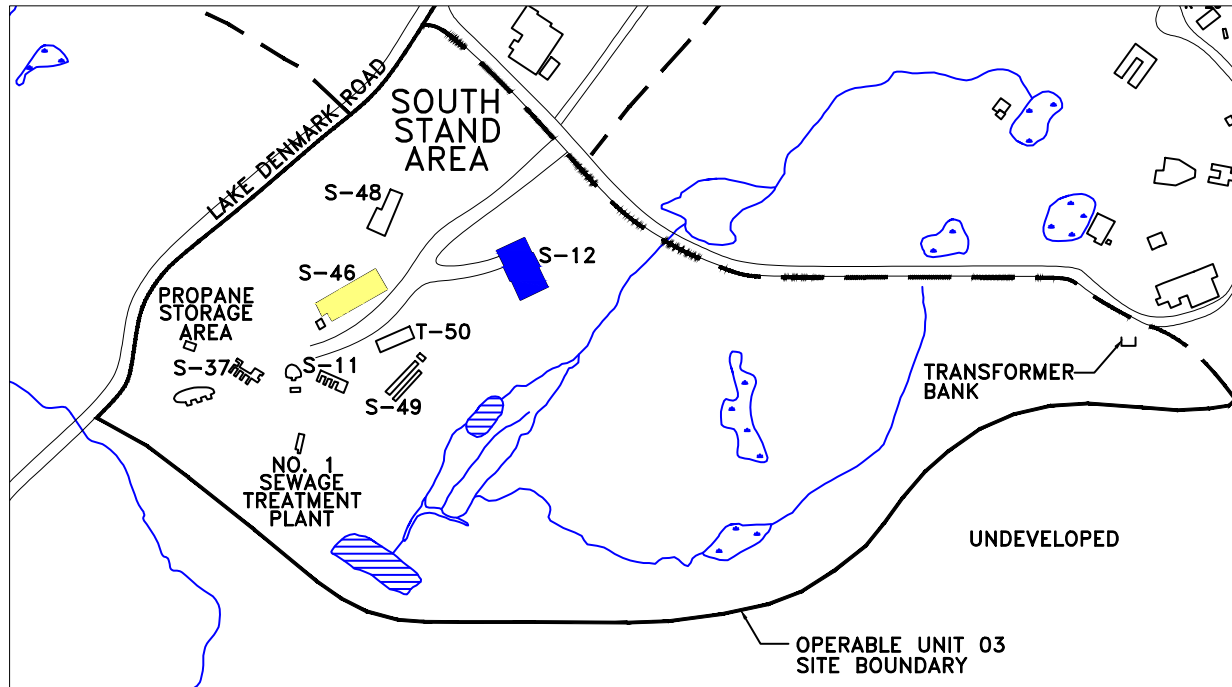 LAKE DENMARK ROAD
SOUTH
STAND
AREA
S-48
S-12
S-46
PROPANE
STORAGE
AREA
T-50
S-37
S-11
S-49
TRANSFORMER
BANK
NO. 1
SEWAGE
TREATMENT
PLANT
UNDEVELOPED
OPERABLE UNIT 03
SITE BOUNDARY